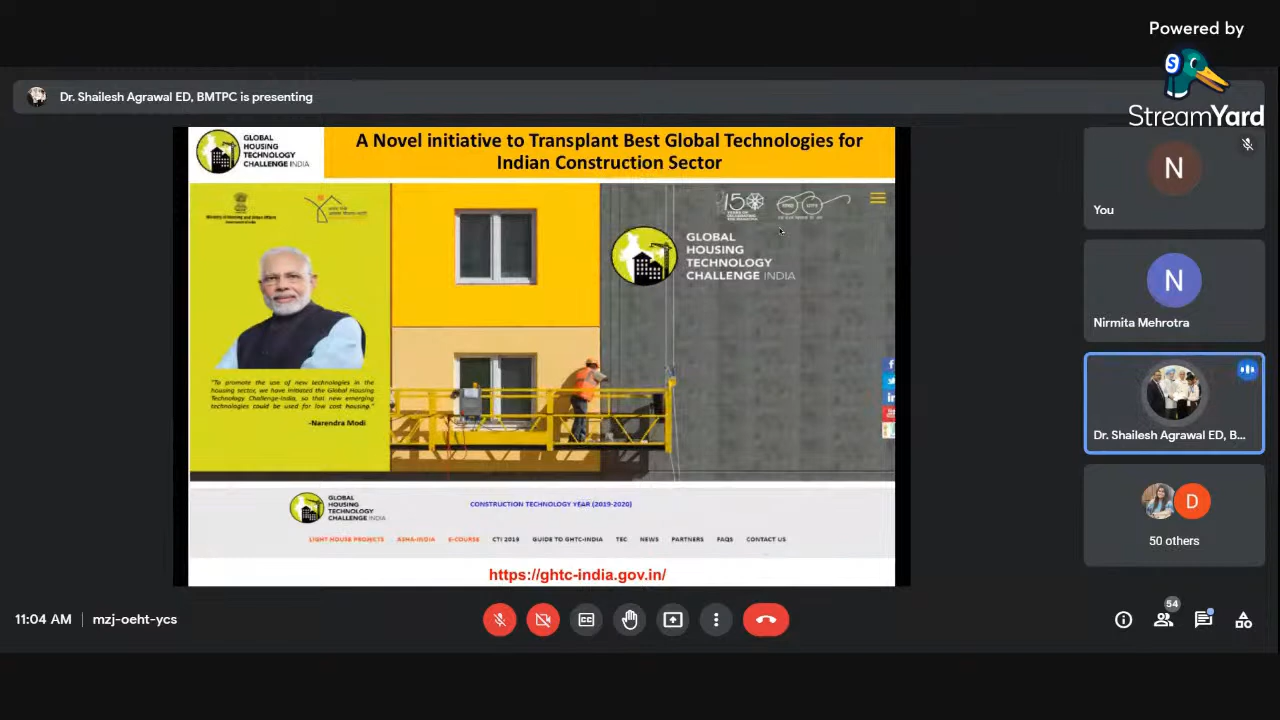 Powered by
StreamYard
Dr. Shailesh Agrawal ED, BMTPC is presenting
GLOBAL
HOUSING
TECHNOLOGY
CHALLENGE INDIA
A Novel initiative to Transplant Best Global Technologies for
Indian Construction Sector
GLOBAL
HOUSING
TECHNOLOGY
CHALLENGE INDIA
"To promote the use of new technologies in the
housing sector, we have initiated the Global Housing
Technology Challenge-India, so that new emerging
technologies could be used for low cost housing."
-Narendra Modi
GLOBAL
HOUSING
TECHNOLOGY
CHALLENGE INDIA
CONSTRUCTION TECHNOLOGY YEAR (2019-2020)
LIGHT HOUSE PROJECTS ASHA-INDIA E-COURSE CTI 2019 GUIDE TO GHTC-INDIA TEC NEWS PARTNERS FAQS CONTACT US
https://ghtc-india.gov.in/
N
You
N
Nirmita Mehrotra
Dr. Shailesh Agrawal ED, B...
D
50 others
11:04 AM | mzj-oeht-ycs
54